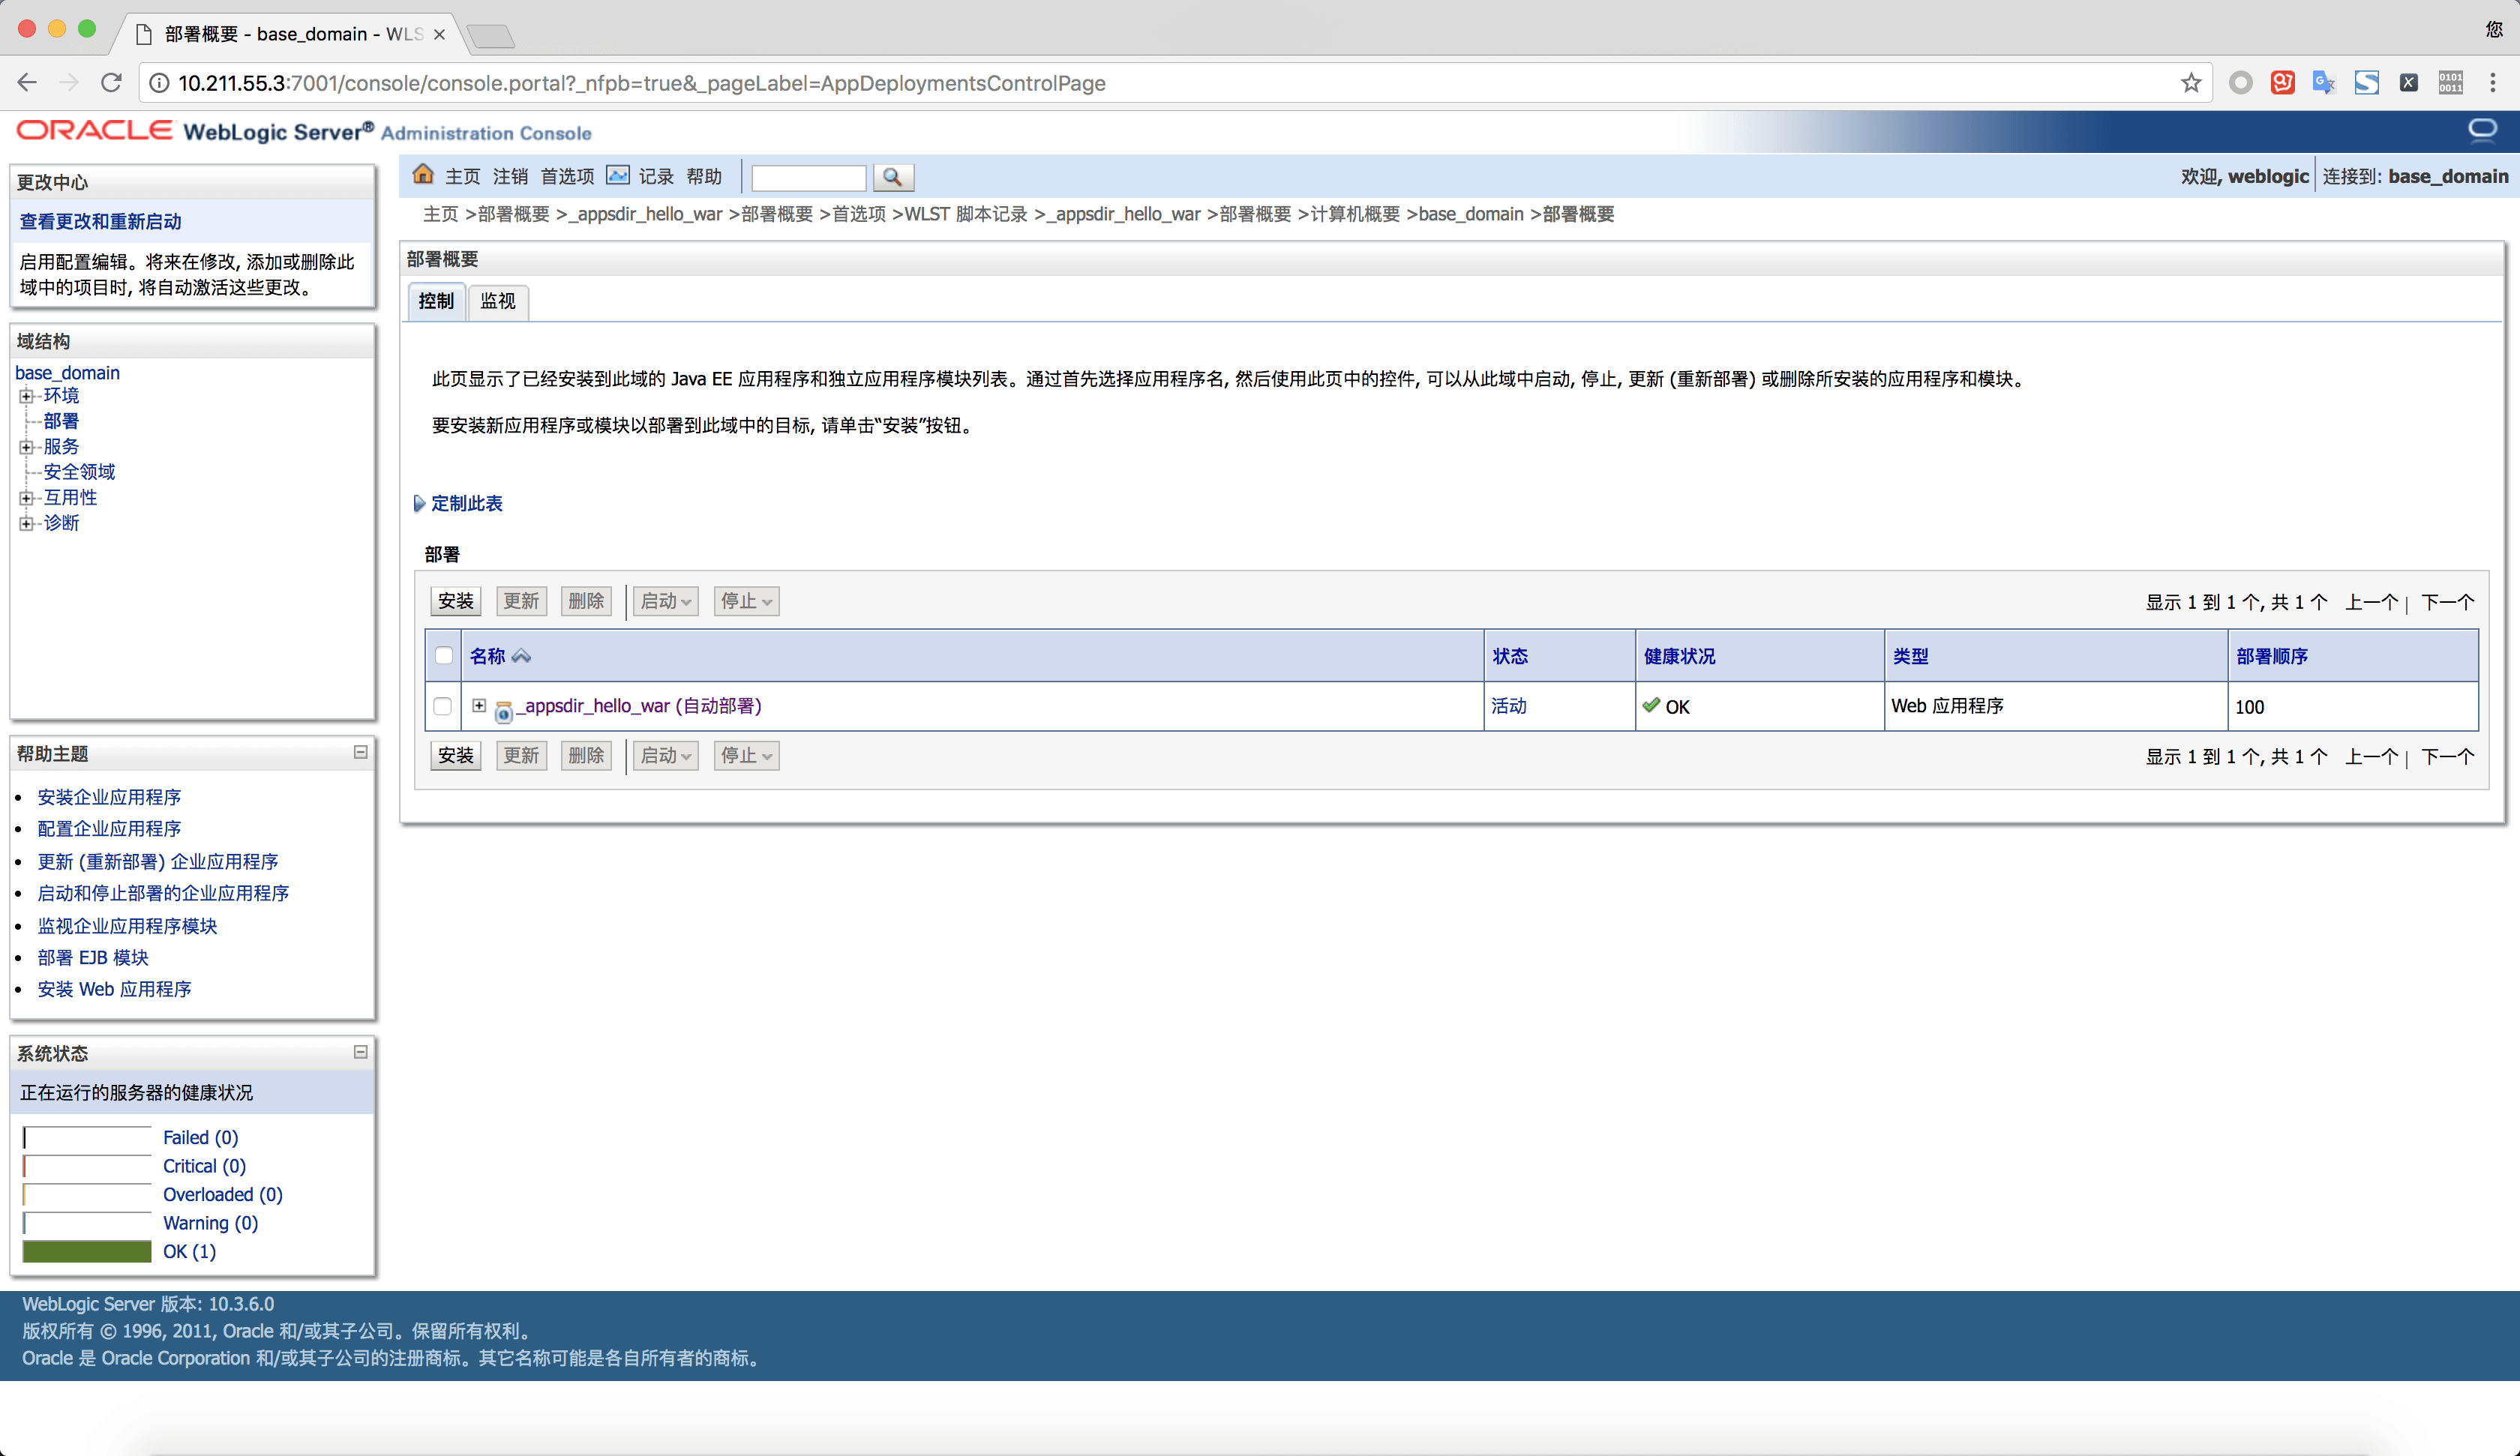 部署概要 - base_domain - WLS
您
10.211.55.3:7001/console/console.portal?_nfpb=true&_pageLabel=AppDeploymentsControlPage
ORACLE WebLogic Server® Administration Console
更改中心
查看更改和重新启动
启用配置编辑。将来在修改, 添加或删除此
域中的项目时, 将自动激活这些更改。
域结构
base_domain
环境
部署
服务
安全领域
互用性
诊断
帮助主题
安装企业应用程序
配置企业应用程序
更新 (重新部署) 企业应用程序
启动和停止部署的企业应用程序
监视企业应用程序模块
部署 EJB 模块
安装 Web 应用程序
系统状态
正在运行的服务器的健康状况
Failed (0)
Critical (0)
Overloaded (0)
Warning (0)
OK (1)
主页 注销 首选项 记录 帮助
欢迎, weblogic 连接到: base_domain
主页 >部署概要 >_appsdir_hello_war >部署概要 >首选项 >WLST 脚本记录 >_appsdir_hello_war >部署概要 >计算机概要 >base_domain >部署概要
部署概要
控制 监视
此页显示了已经安装到此域的 Java EE 应用程序和独立应用程序模块列表。通过首先选择应用程序名, 然后使用此页中的控件, 可以从此域中启动, 停止, 更新 (重新部署) 或删除所安装的应用程序和模块。
要安装新应用程序或模块以部署到此域中的目标, 请单击“安装”按钮。
定制此表
部署
安装 更新 删除 启动 停止 显示 1 到 1 个, 共 1 个 上一个 | 下一个
名称 状态 健康状况 类型 部署顺序
_appsdir_hello_war (自动部署) 活动 OK Web 应用程序 100
安装 更新 删除 启动 停止 显示 1 到 1 个, 共 1 个 上一个 | 下一个
WebLogic Server 版本: 10.3.6.0
版权所有 © 1996, 2011, Oracle 和/或其子公司。保留所有权利。
Oracle 是 Oracle Corporation 和/或其子公司的注册商标。其它名称可能是各自所有者的商标。